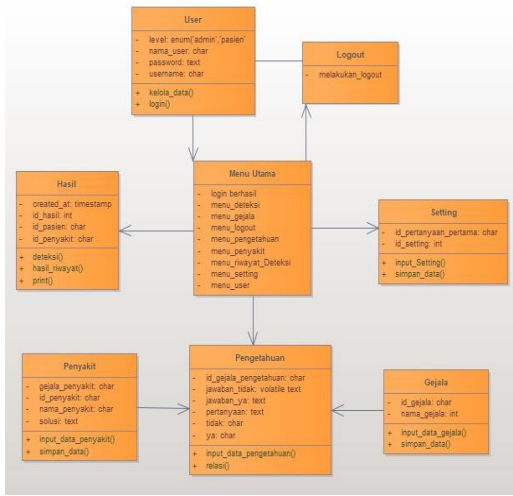 User
- level: enum('admin','pasien'
- nama_user: char
- password: text
- username: char
+ kelola_data()
+ login()
Logout
- melakukan_logout
Hasil
- created_at: timestamp
- id_hasil: int
- id_pasien: char
- id_penyakit: char
+ deteksi()
+ hasil_riwayat()
+ print()
Menu Utama
- login berhasil
- menu_deteksi
- menu_gejala
- menu_logout
- menu_pengetahuan
- menu_penyakit
- menu_riwayat_Deteksi
- menu_setting
- menu_user
Setting
- id_pertanyaan_pertama: char
- id_setting: int
+ input_Setting()
+ simpan_data()
Penyakit
- gejala_penyakit: char
- id_penyakit: char
- nama_penyakit: char
- solusi: text
+ input_data_penyakit()
+ simpan_data()
Pengetahuan
- id_gejala_pengetahuan: char
- jawaban_tidak: volatile text
- jawaban_ya: text
- pertanyaan: text
- tidak: char
- ya: char
+ input_data_pengetahuan()
+ relasi()
Gejala
- id_gejala: char
- nama_gejala: int
+ input_data_gejala()
+ simpan_data()